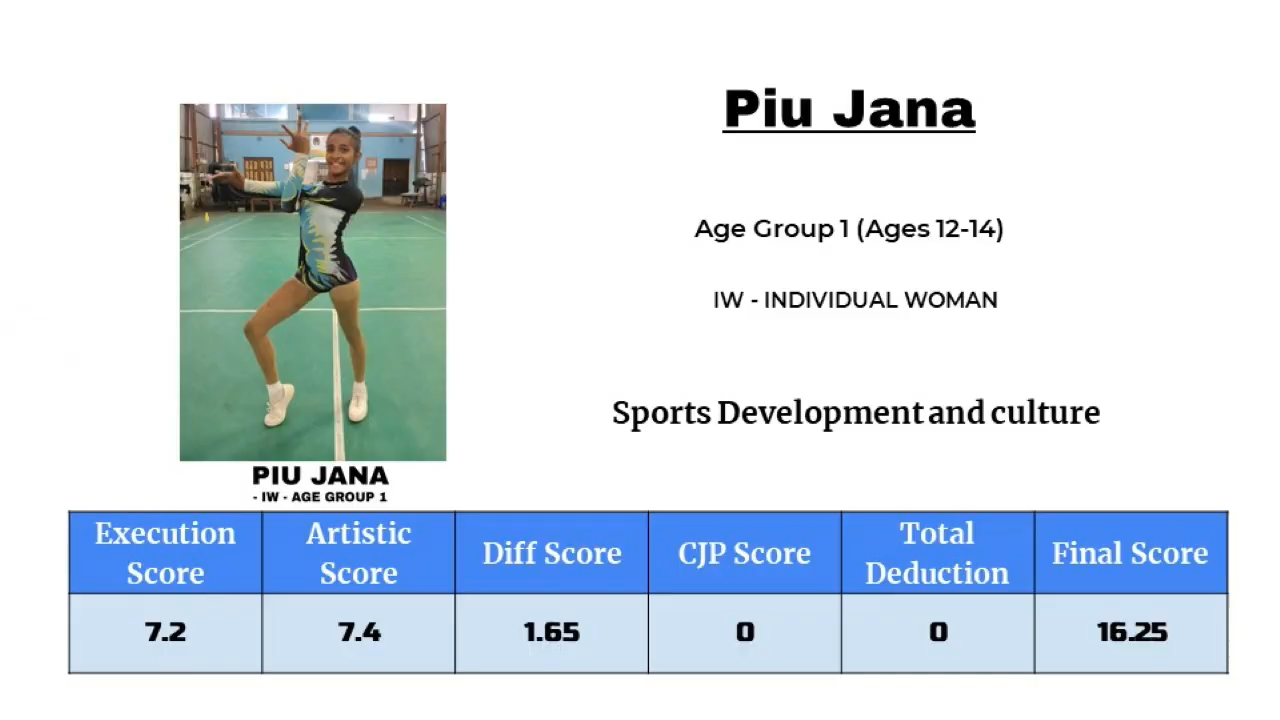 Piu Jana
Age Group 1 (Ages 12-14)
IW - INDIVIDUAL WOMAN
Sports Development and culture
PIU JANA
- IW - AGE GROUP 1
Execution Score
Artistic Score
Diff Score
CJP Score
Total Deduction
Final Score
7.2
7.4
1.65
0
0
16.25